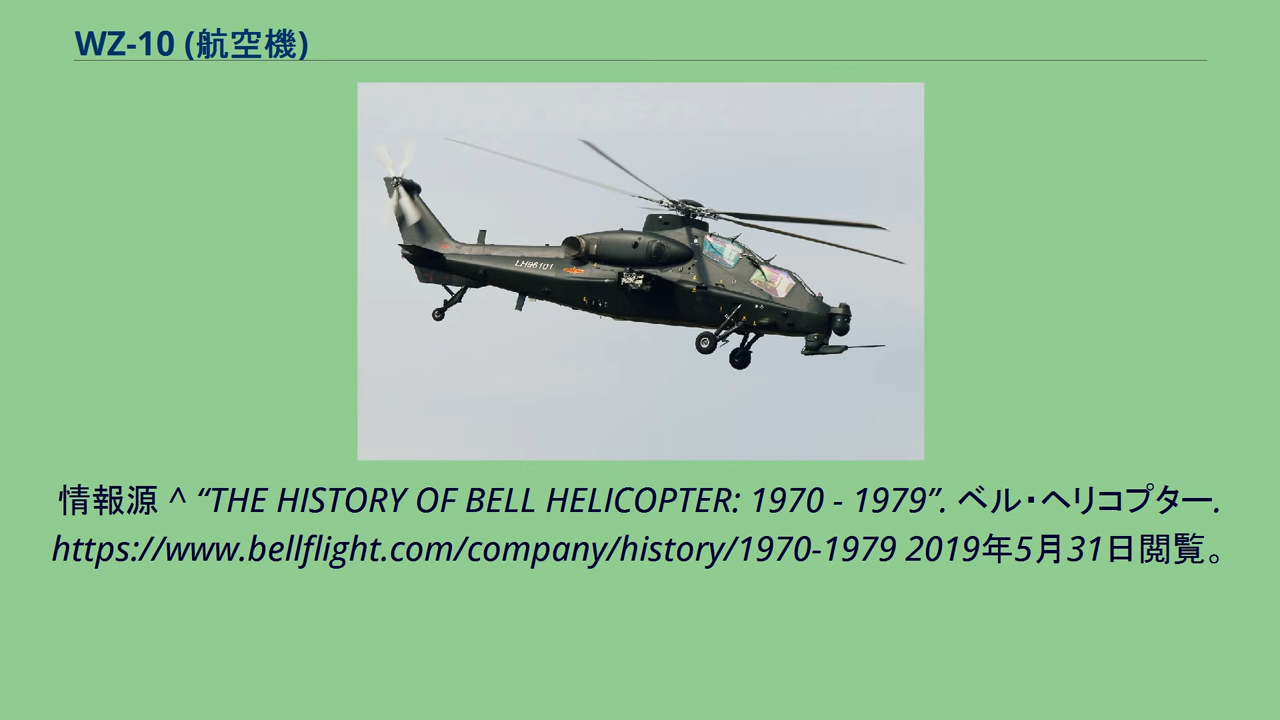 WZ-10 (航空機)
LH98101
情報源 ^ “THE HISTORY OF BELL HELICOPTER: 1970 - 1979”. ベル・ヘリコプター.
https://www.bellflight.com/company/history/1970-1979 2019年5月31日閲覧。